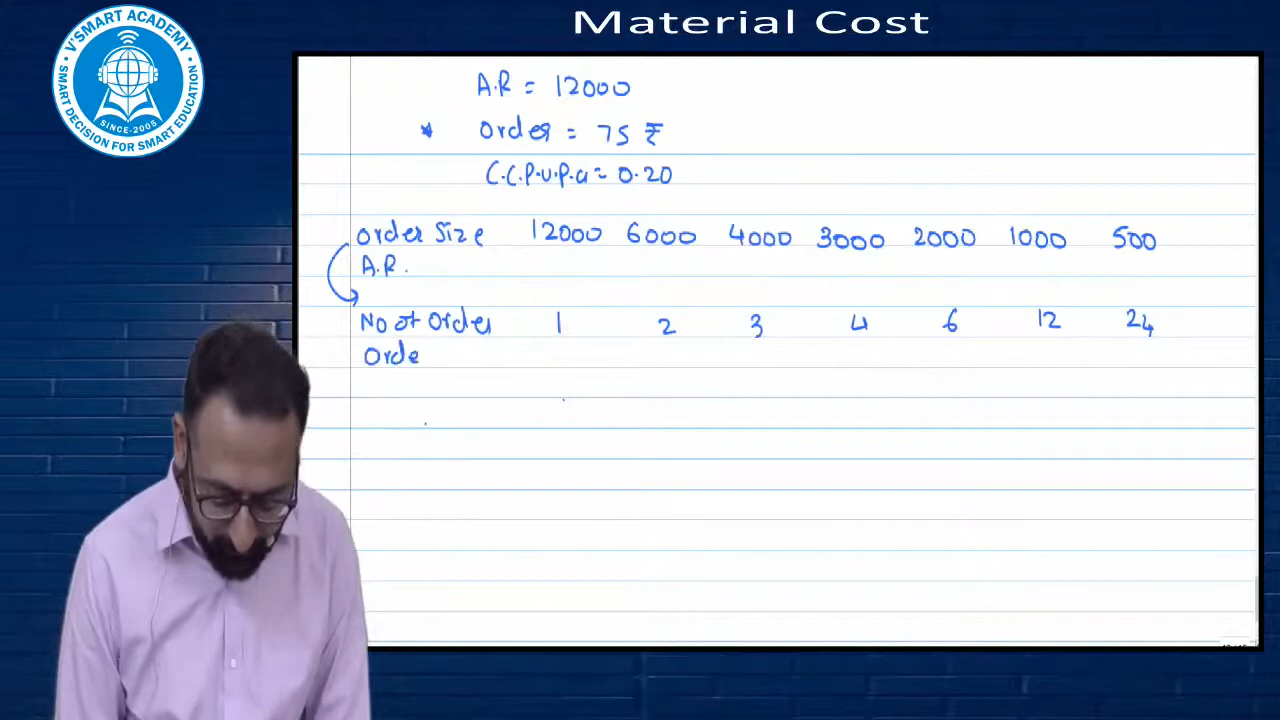 Material Cost
V'SMART ACADEMY
SMART DECISION FOR SMART EDUCATION
SINCE-2005
A.R = 12000
* Order = 75 ₹
C.C.P.U.P.a = 0.20
Order Size 12000 6000 4000 3000 2000 1000 500
A.R.
No of Order 1 2 3 4 6 12 24
Orde